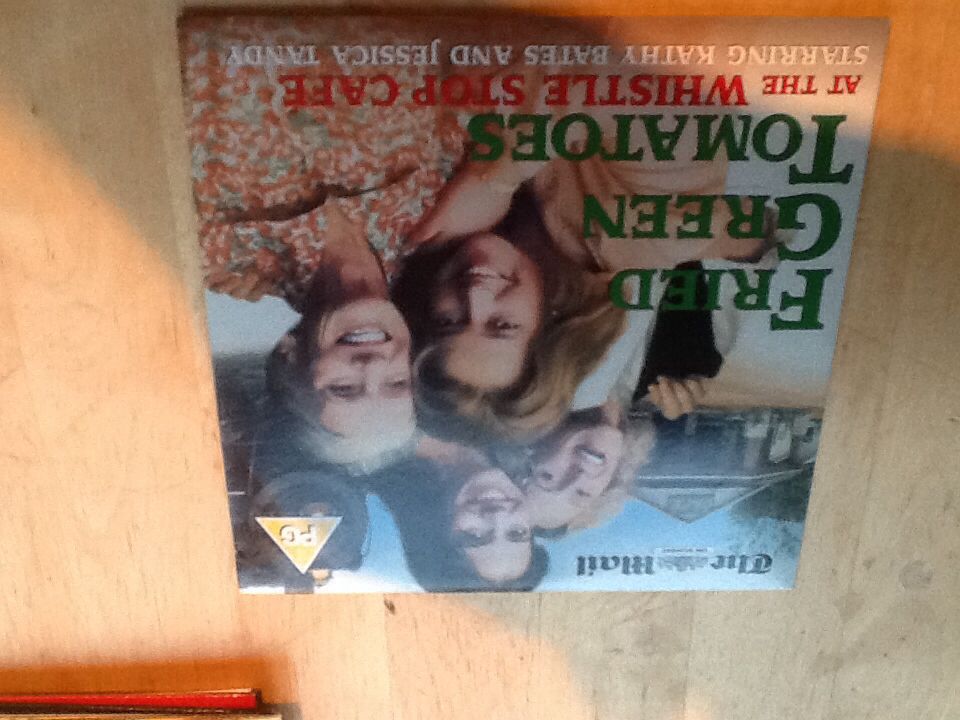 The Mail
PG
FRIED
GREEN
TOMATOES
AT THE WHISTLE STOP CAFE
STARRING KATHY BATES AND JESSICA TANDY